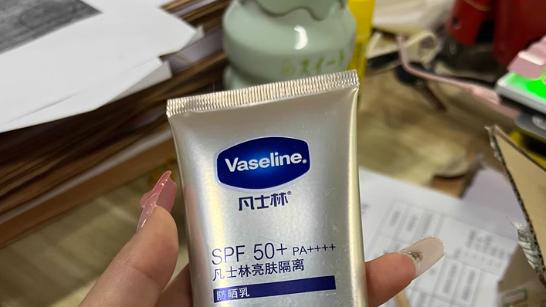 Vaseline®
凡士林®
SPF 50+ PA++++
凡士林亮肤隔离
防晒乳